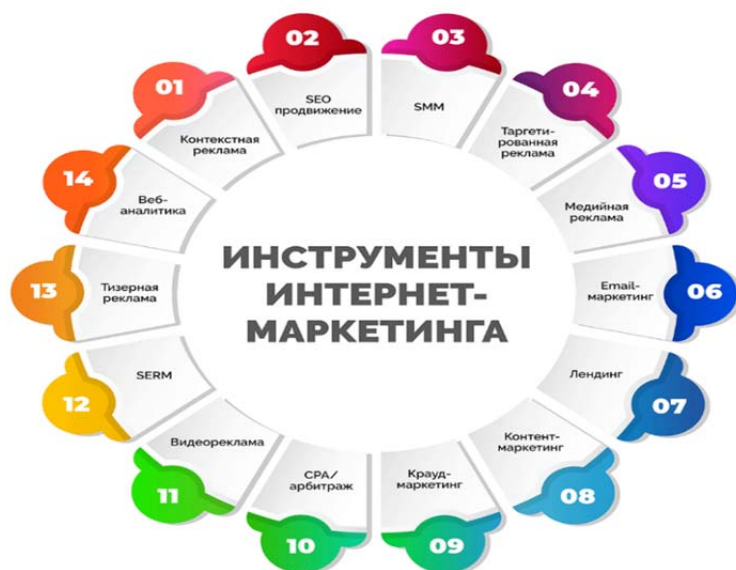 ИНСТРУМЕНТЫ
ИНТЕРНЕТ-
МАРКЕТИНГА
01
Контекстная
реклама
02
SEO
продвижение
03
SMM
04
Таргети-
рованная
реклама
05
Медийная
реклама
06
Email-
маркетинг
07
Лендинг
08
Контент-
маркетинг
09
Крауд-
маркетинг
10
CPA/
арбитраж
11
Видеореклама
12
SERM
13
Тизерная
реклама
14
Веб-
аналитика